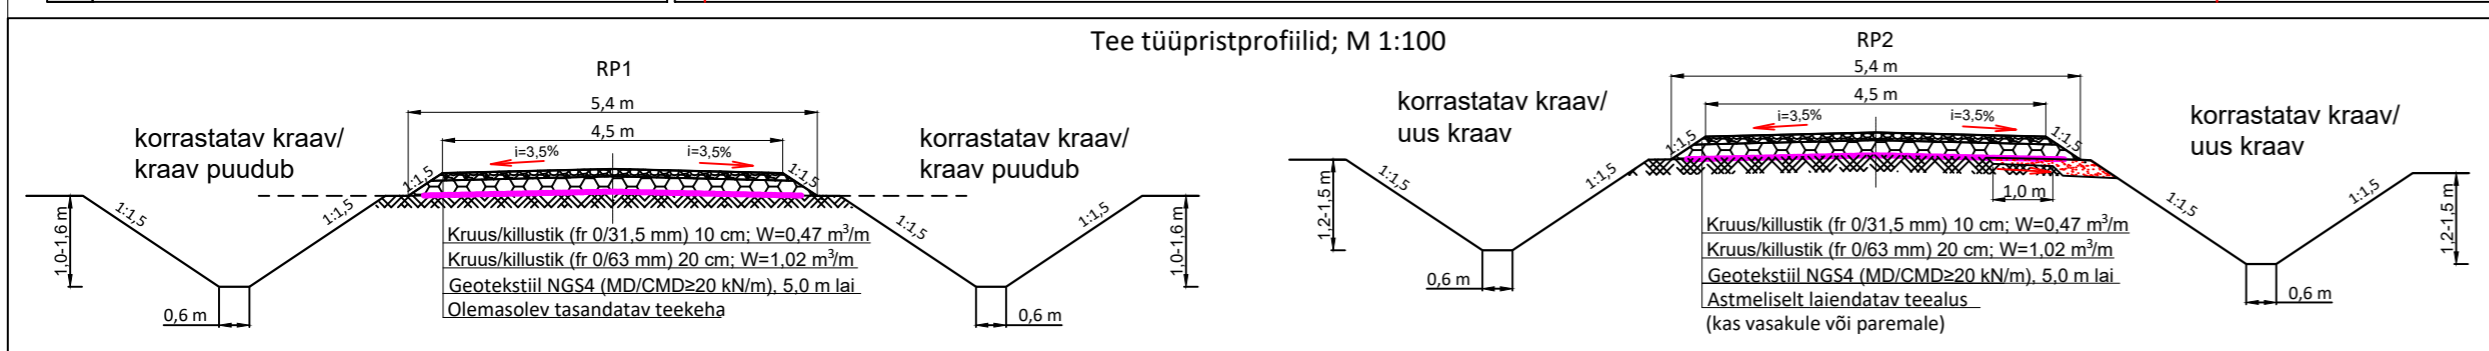 Tee tüüpristprofiilid; M 1:100
RP1
5,4 m
4,5 m
i=3,5%
i=3,5%
1:1,5
1:1,5
korrastatav kraav/
kraav puudub
korrastatav kraav/
kraav puudub
1:1,5
1:1,5
1:1,5
1:1,5
1,0-1,6 m
1,0-1,6 m
0,6 m
0,6 m
Kruus/killustik (fr 0/31,5 mm) 10 cm; W=0,47 m³/m
Kruus/killustik (fr 0/63 mm) 20 cm; W=1,02 m³/m
Geotekstiil NGS4 (MD/CMD≥20 kN/m), 5,0 m lai
Olemasolev tasandatav teekeha
RP2
5,4 m
4,5 m
i=3,5%
i=3,5%
1:1,5
1:1,5
korrastatav kraav/
uus kraav
korrastatav kraav/
uus kraav
1:1,5
1:1,5
1:1,5
1:1,5
1,2-1,5 m
1,2-1,5 m
1,0 m
0,6 m
0,6 m
Kruus/killustik (fr 0/31,5 mm) 10 cm; W=0,47 m³/m
Kruus/killustik (fr 0/63 mm) 20 cm; W=1,02 m³/m
Geotekstiil NGS4 (MD/CMD≥20 kN/m), 5,0 m lai
Astmeliselt laiendatav teealus
(kas vasakule või paremale)